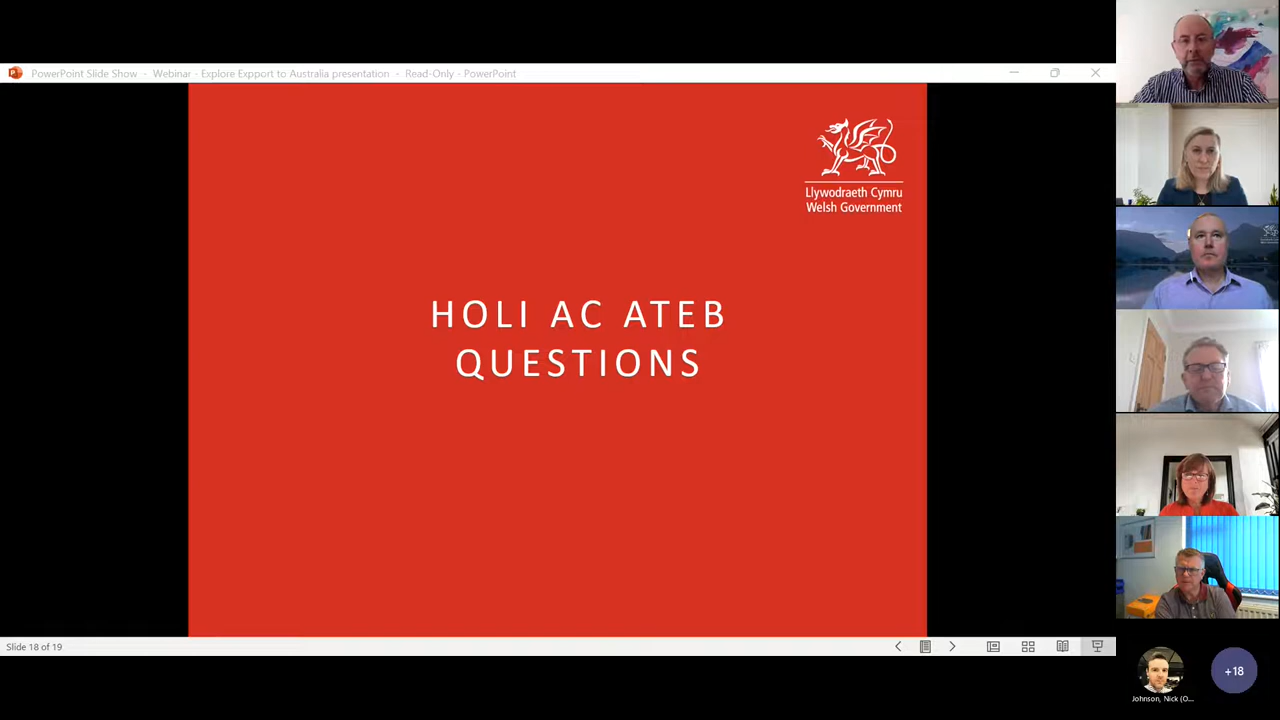 PowerPoint Slide Show - Webinar - Explore Expport to Australia presentation - Read-Only - PowerPoint
Llywodraeth Cymru
Welsh Government
HOLI AC ATEB
QUESTIONS
Slide 18 of 19
Johnson, Nick (O...
+18